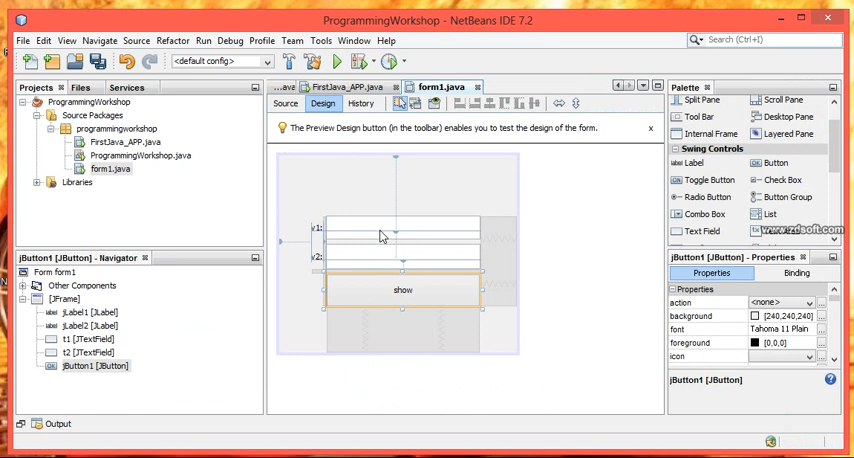 ProgrammingWorkshop - NetBeans IDE 7.2
File Edit View Navigate Source Refactor Run Debug Profile Team Tools Window Help
Search (Ctrl+I)
<default config>
Projects Files Services
...ava FirstJava_APP.java form1.java
Palette
ProgrammingWorkshop
Source Packages
programmingworkshop
FirstJava_APP.java
ProgrammingWorkshop.java
form1.java
Libraries
Source Design History
The Preview Design button (in the toolbar) enables you to test the design of the form. x
v1:
v2:
show
Split Pane Scroll Pane
Tool Bar Desktop Pane
Internal Frame Layered Pane
Swing Controls
Label Button
Toggle Button Check Box
Radio Button Button Group
Combo Box List
Text Field
www.zdsoft.com
jButton1 [JButton] - Navigator
Form form1
Other Components
[JFrame]
jLabel1 [JLabel]
jLabel2 [JLabel]
t1 [JTextField]
t2 [JTextField]
jButton1 [JButton]
jButton1 [JButton] - Properties
Properties Binding
Properties
action <none>
background [240,240,240]
font Tahoma 11 Plain
foreground [0,0,0]
icon
jButton1 [JButton]
Output